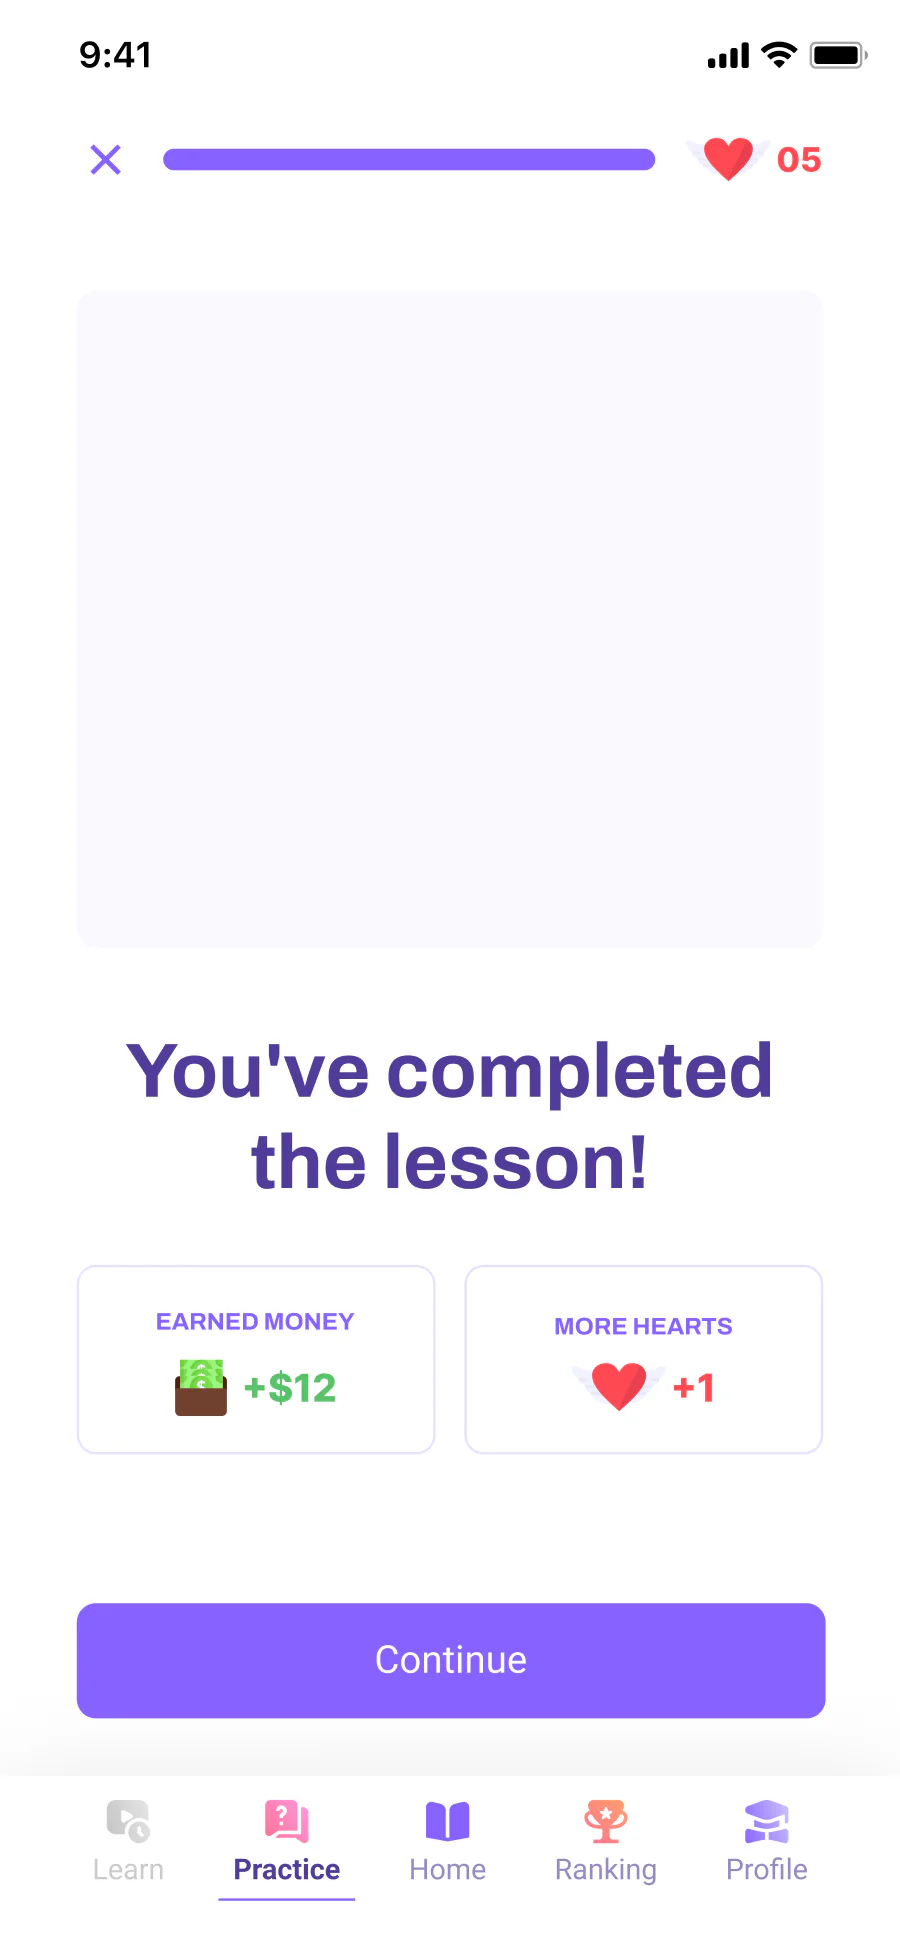 9:41
05
You've completed
the lesson!
EARNED MONEY
MORE HEARTS
+$12
+1
Continue
Learn
Practice
Home
Ranking
Profile